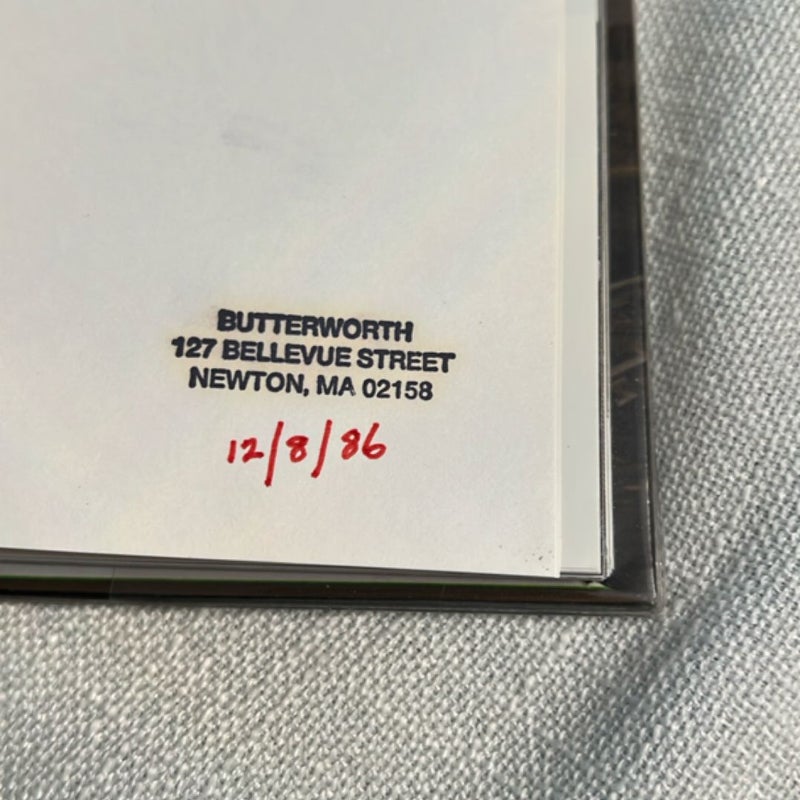 BUTTERWORTH
127 BELLEVUE STREET
NEWTON, MA 02158
12/8/86